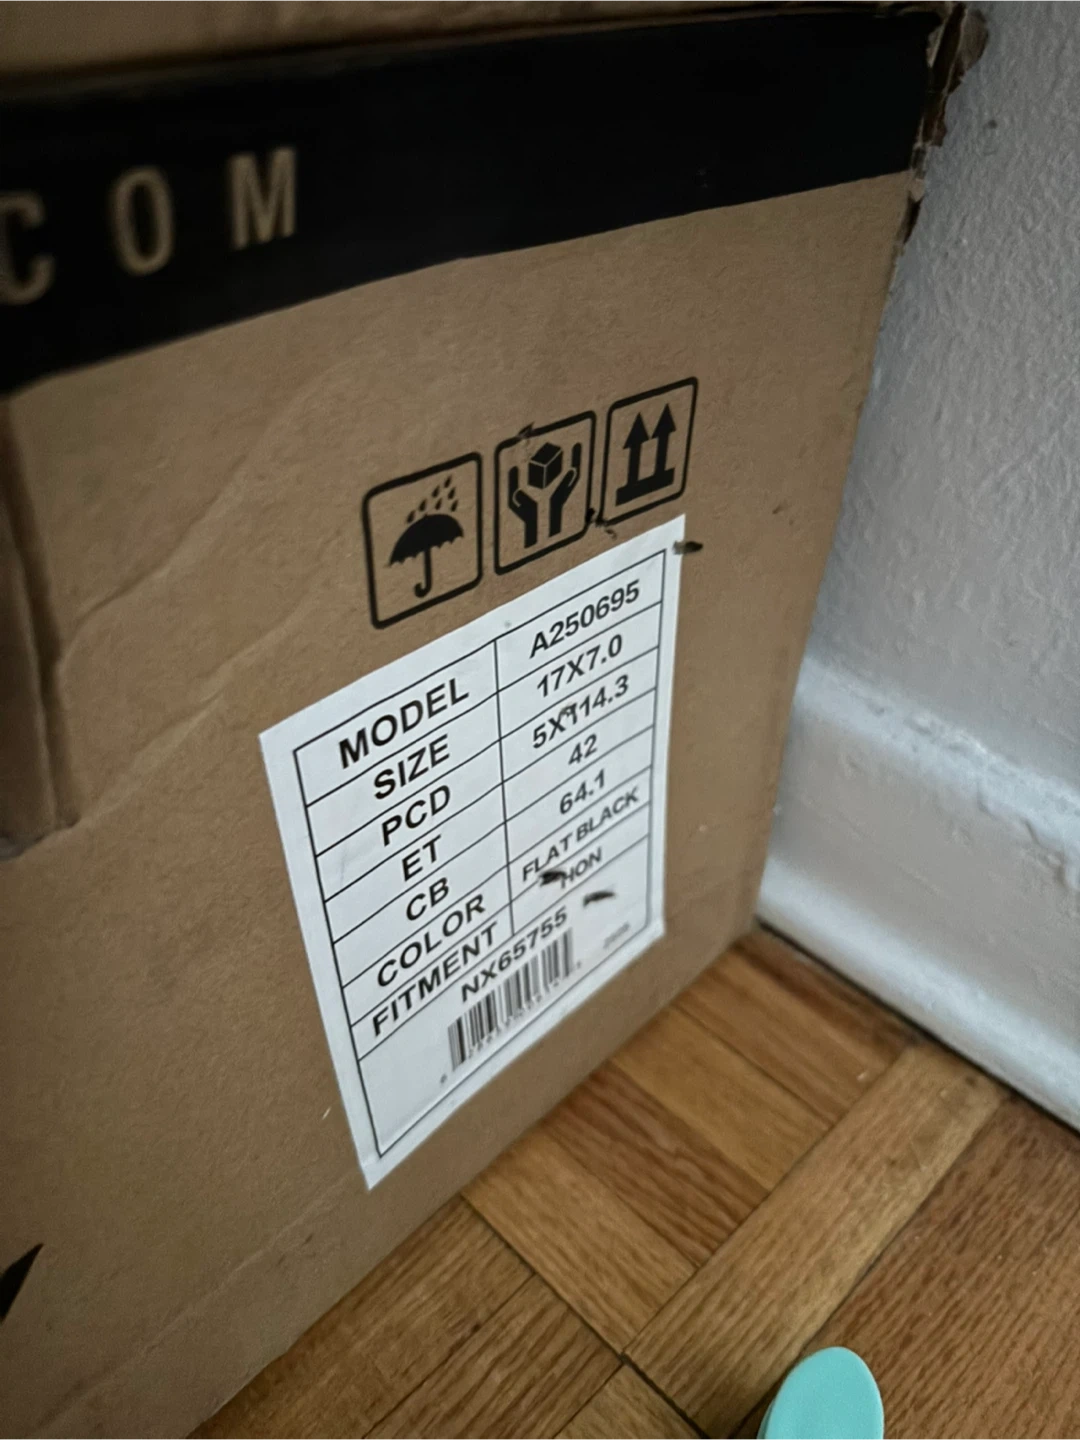 COM
MODEL A250695
SIZE 17X7.0
PCD 5X114.3
ET 42
CB 64.1
COLOR FLAT BLACK
FITMENT HON
NX65755